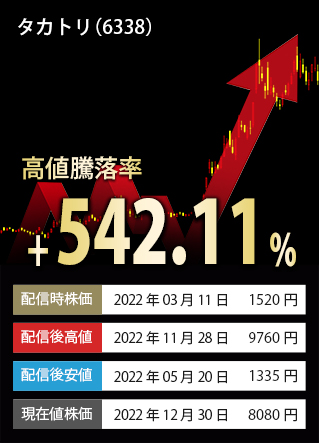 タカトリ（6338）
高値騰落率
+542.11%
配信時株価 2022年03月11日 1520円
配信後高値 2022年11月28日 9760円
配信後安値 2022年05月20日 1335円
現在値株価 2022年12月30日 8080円